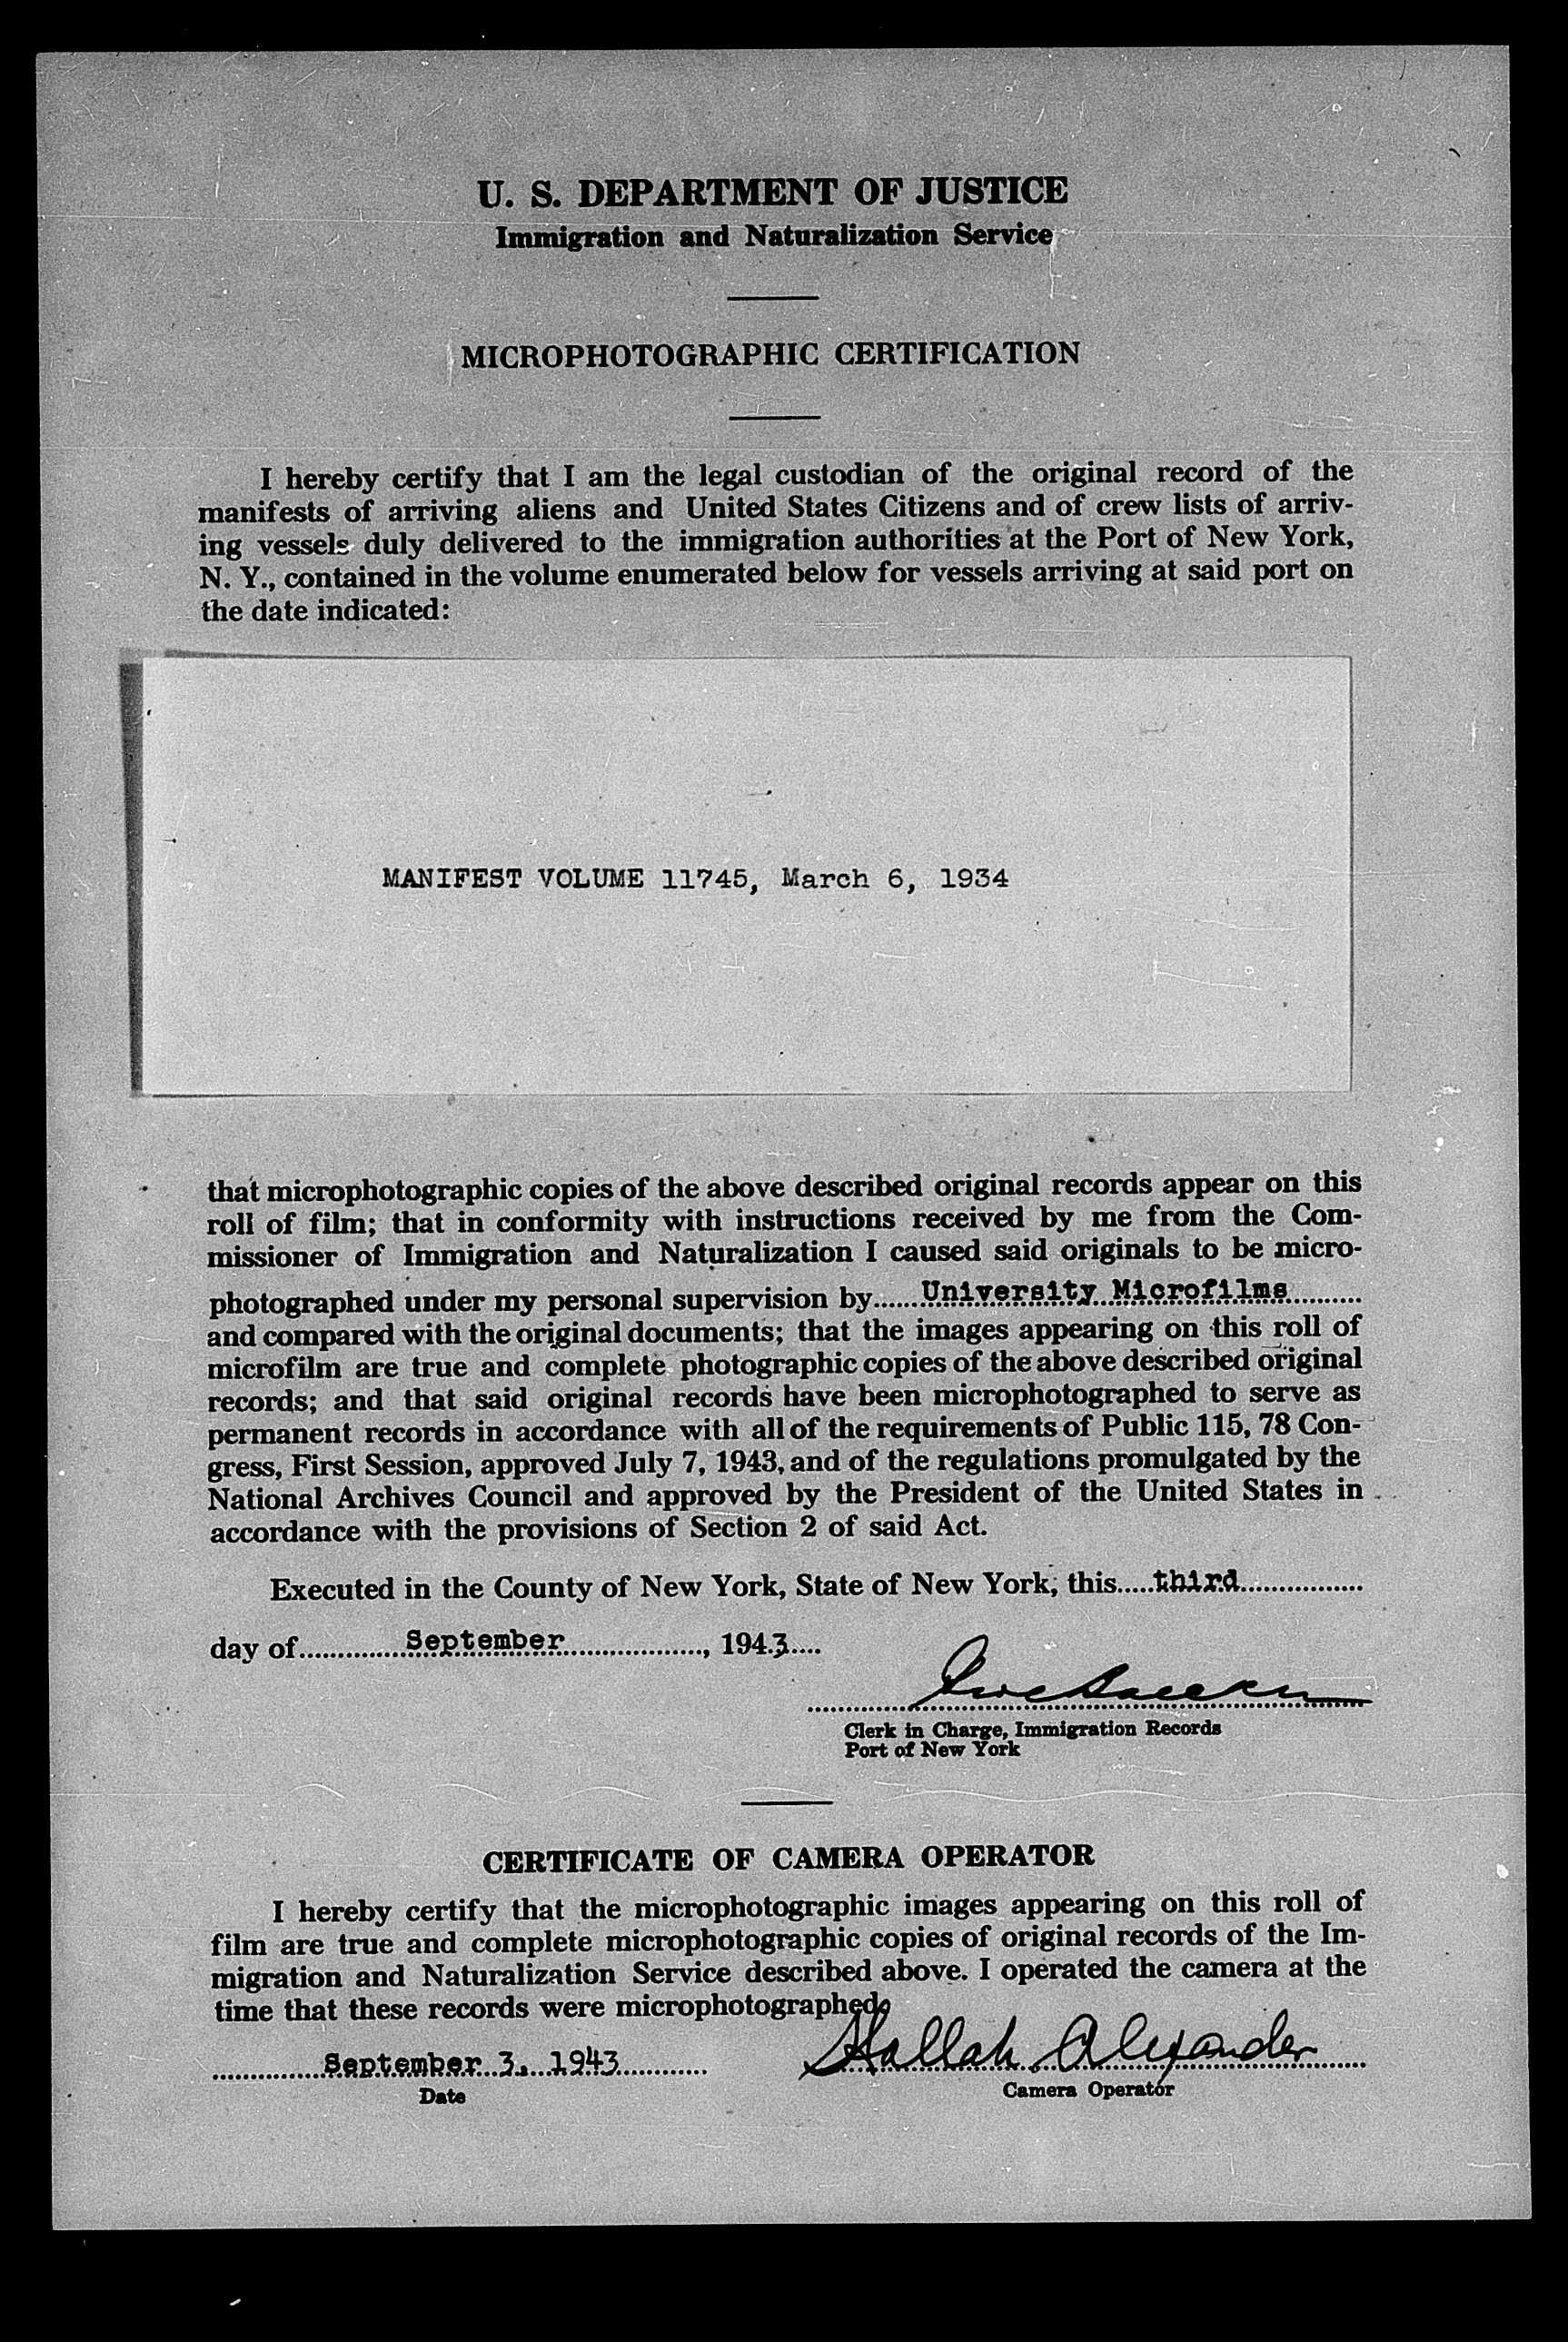 U. S. DEPARTMENT OF JUSTICE
Immigration and Naturalization Service
MICROPHOTOGRAPHIC CERTIFICATION
I hereby certify that I am the legal custodian of the original record of the
manifests of arriving aliens and United States Citizens and of crew lists of arriv-
ing vessels duly delivered to the immigration authorities at the Port of New York,
N. Y., contained in the volume enumerated below for vessels arriving at said port on
the date indicated:
MANIFEST VOLUME 11745, March 6, 1934
that microphotographic copies of the above described original records appear on this
roll of film; that in conformity with instructions received by me from the Com-
missioner of Immigration and Naturalization I caused said originals to be micro-
photographed under my personal supervision by......University Microfilms..........
and compared with the original documents; that the images appearing on this roll of
microfilm are true and complete photographic copies of the above described original
records; and that said original records have been microphotographed to serve as
permanent records in accordance with all of the requirements of Public 115, 78 Con-
gress, First Session, approved July 7, 1943, and of the regulations promulgated by the
National Archives Council and approved by the President of the United States in
accordance with the provisions of Section 2 of said Act.
Executed in the County of New York, State of New York, this.....third................
day of..............September.................., 1943....
Clerk in Charge, Immigration Records
Port of New York
CERTIFICATE OF CAMERA OPERATOR
I hereby certify that the microphotographic images appearing on this roll of
film are true and complete microphotographic copies of original records of the Im-
migration and Naturalization Service described above. I operated the camera at the
time that these records were microphotographed.
September 3, 1943 Hallah Alexander
Date Camera Operator